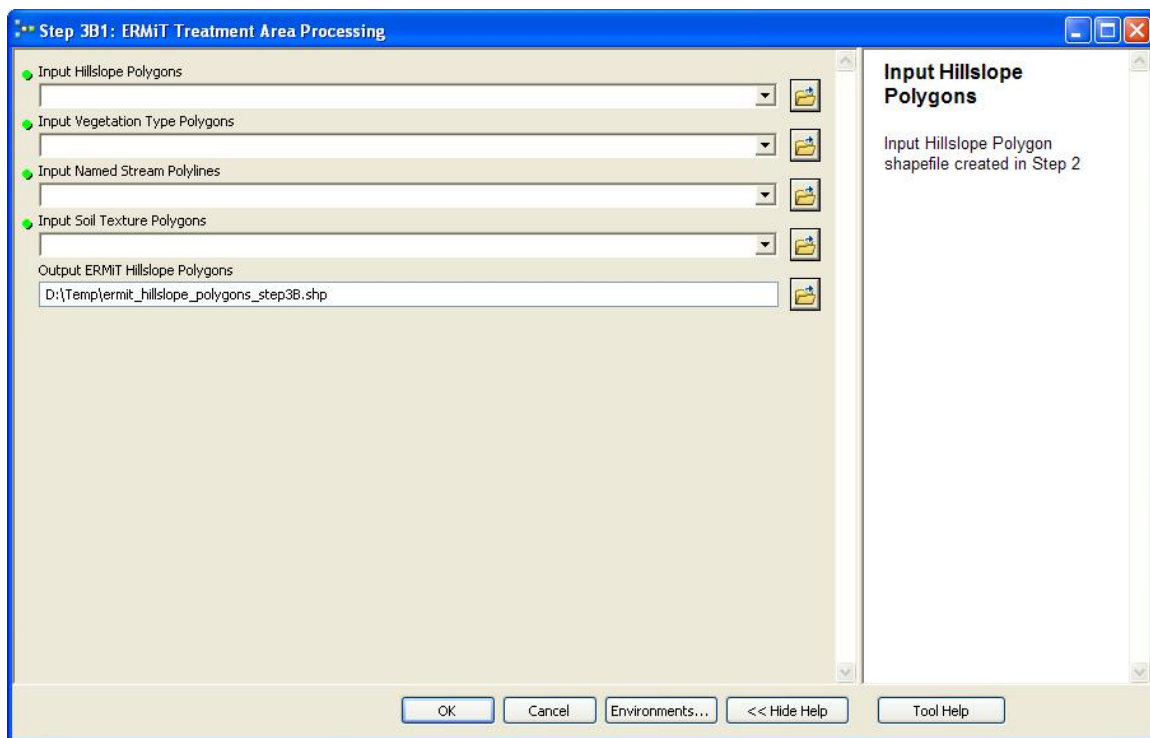 Step 3B1: ERMiT Treatment Area Processing
Input Hillslope Polygons
Input Vegetation Type Polygons
Input Named Stream Polylines
Input Soil Texture Polygons
Output ERMiT Hillslope Polygons
D:\Temp\ermit_hillslope_polygons_step3B.shp
Input Hillslope
Polygons
Input Hillslope Polygon
shapefile created in Step 2
OK
Cancel
Environments...
<< Hide Help
Tool Help